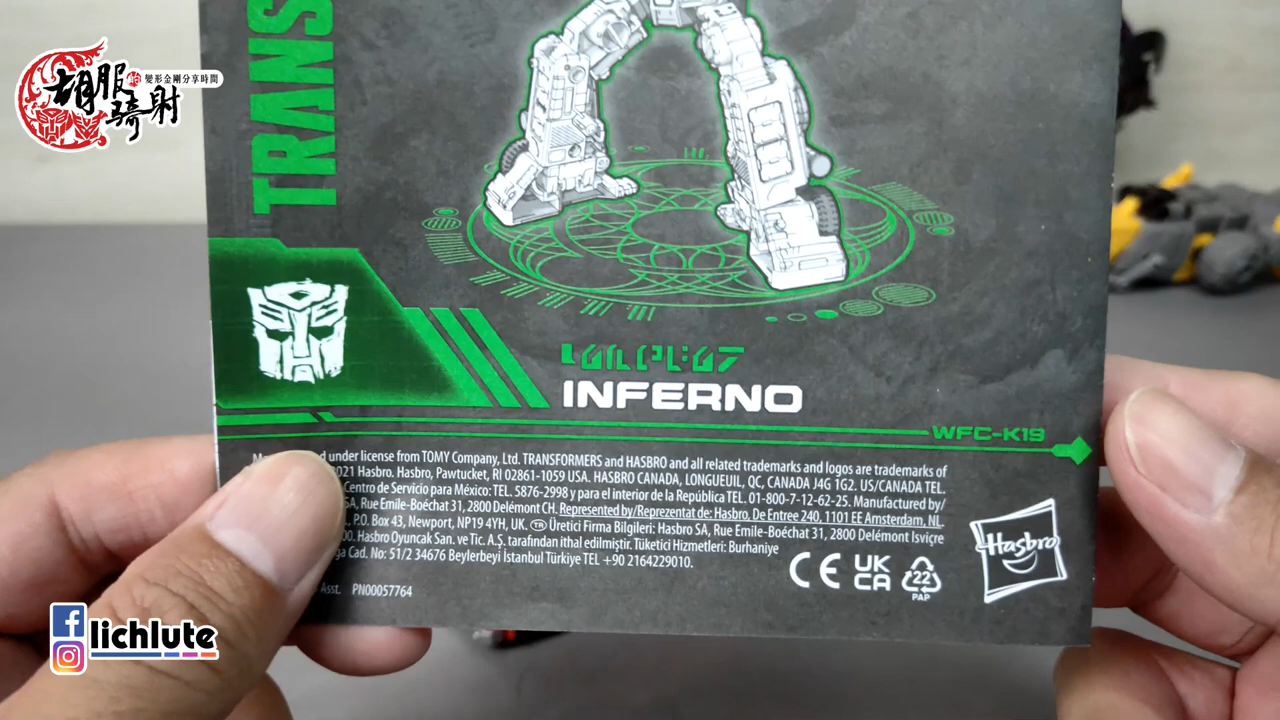 胡服
騎射
變形金剛分享時間
TRANS
INFERNO
WFC-K19
under license from TOMY Company, Ltd. TRANSFORMERS and HASBRO and all related trademarks and logos are trademarks of
2021 Hasbro. Hasbro, Pawtucket, RI 02861-1059 USA. HASBRO CANADA, LONGUEUIL, QC, CANADA J4G 1G2. US/CANADA TEL.
Centro de Servicio para México: TEL. 5876-2998 y para el interior de la República TEL. 01-800-7-12-62-25. Manufactured by/
SA, Rue Emile-Boéchat 31, 2800 Delémont CH. Represented by/Reprezentat de: Hasbro, De Entree 240, 1101 EE Amsterdam, NL.
P.O. Box 43, Newport, NP19 4YH, UK. TR Üretici Firma Bilgileri: Hasbro SA, Rue Emile-Boéchat 31, 2800 Delémont Isviçre
00. Hasbro Oyuncak San. ve Tic. A.Ş. tarafından ithal edilmiştir. Tüketici Hizmetleri: Burhaniye
Cad. No: 51/2 34676 Beylerbeyi İstanbul Türkiye TEL +90 2164229010.
Asst. PN00057764
CE
UK
CA
22
PAP
Hasbro
lichlute